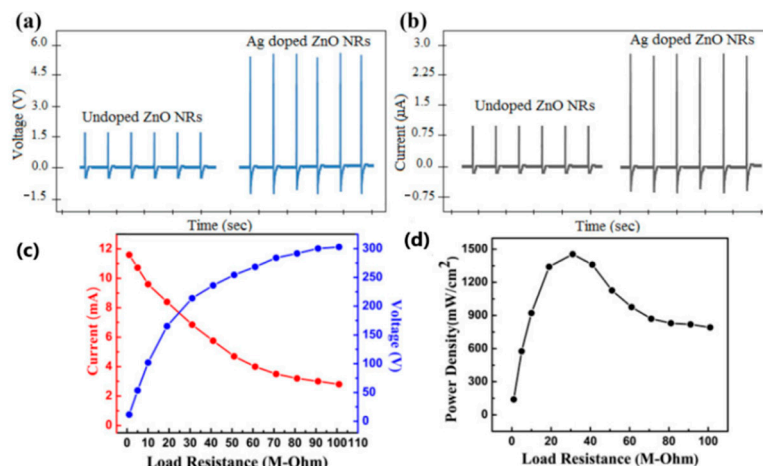 (a)
6.0
4.5
3.0
1.5
0.0
−1.5
Voltage (V)
Undoped ZnO NRs
Ag doped ZnO NRs
Time (sec)
(b)
3.0
2.25
1.50
0.75
0.0
−0.75
Current (µA)
Undoped ZnO NRs
Ag doped ZnO NRs
Time (sec)
(c)
12
10
8
6
4
2
0
Current (mA)
300
250
200
150
100
50
0
Voltage (V)
0 10 20 30 40 50 60 70 80 90 100 110
Load Resistance (M-Ohm)
(d)
1500
1200
900
600
300
0
Power Density(mW/cm²)
0 20 40 60 80 100
Load Resistance (M-Ohm)